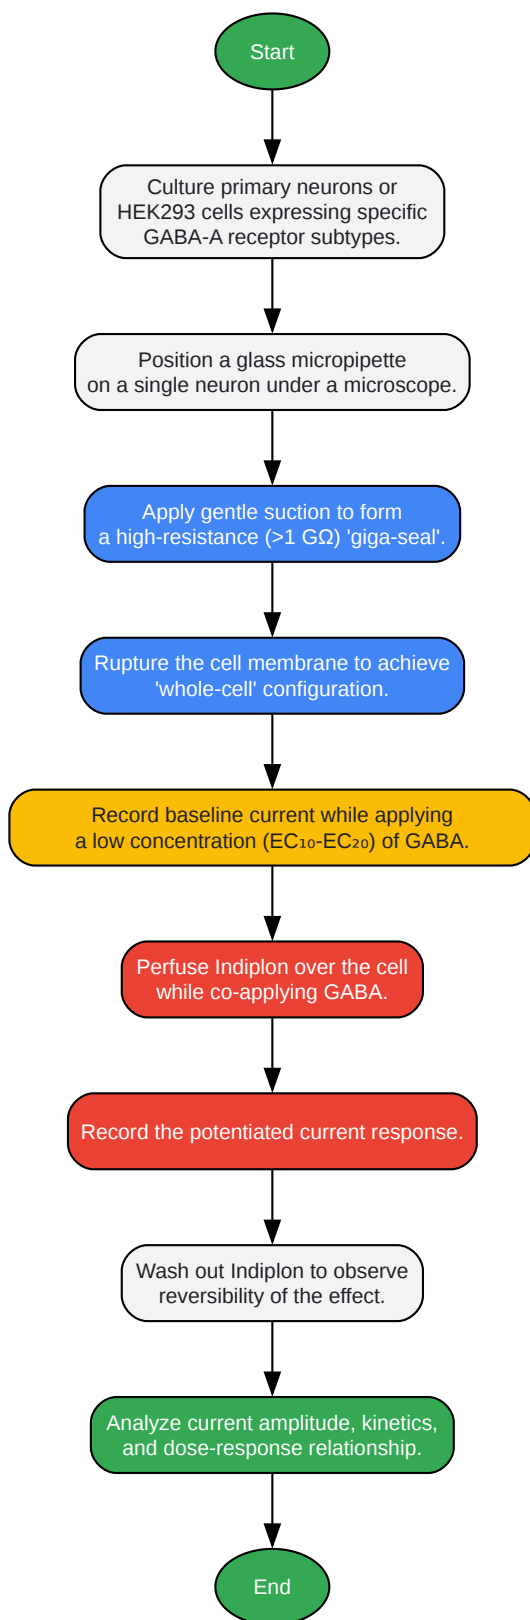 Start
Culture primary neurons or
HEK293 cells expressing specific
GABA-A receptor subtypes.
Position a glass micropipette
on a single neuron under a microscope.
Apply gentle suction to form
a high-resistance (>1 GΩ) 'giga-seal'.
Rupture the cell membrane to achieve
'whole-cell' configuration.
Record baseline current while applying
a low concentration (EC₁₀-EC₂₀) of GABA.
Perfuse Indiplon over the cell
while co-applying GABA.
Record the potentiated current response.
Wash out Indiplon to observe
reversibility of the effect.
Analyze current amplitude, kinetics,
and dose-response relationship.
End